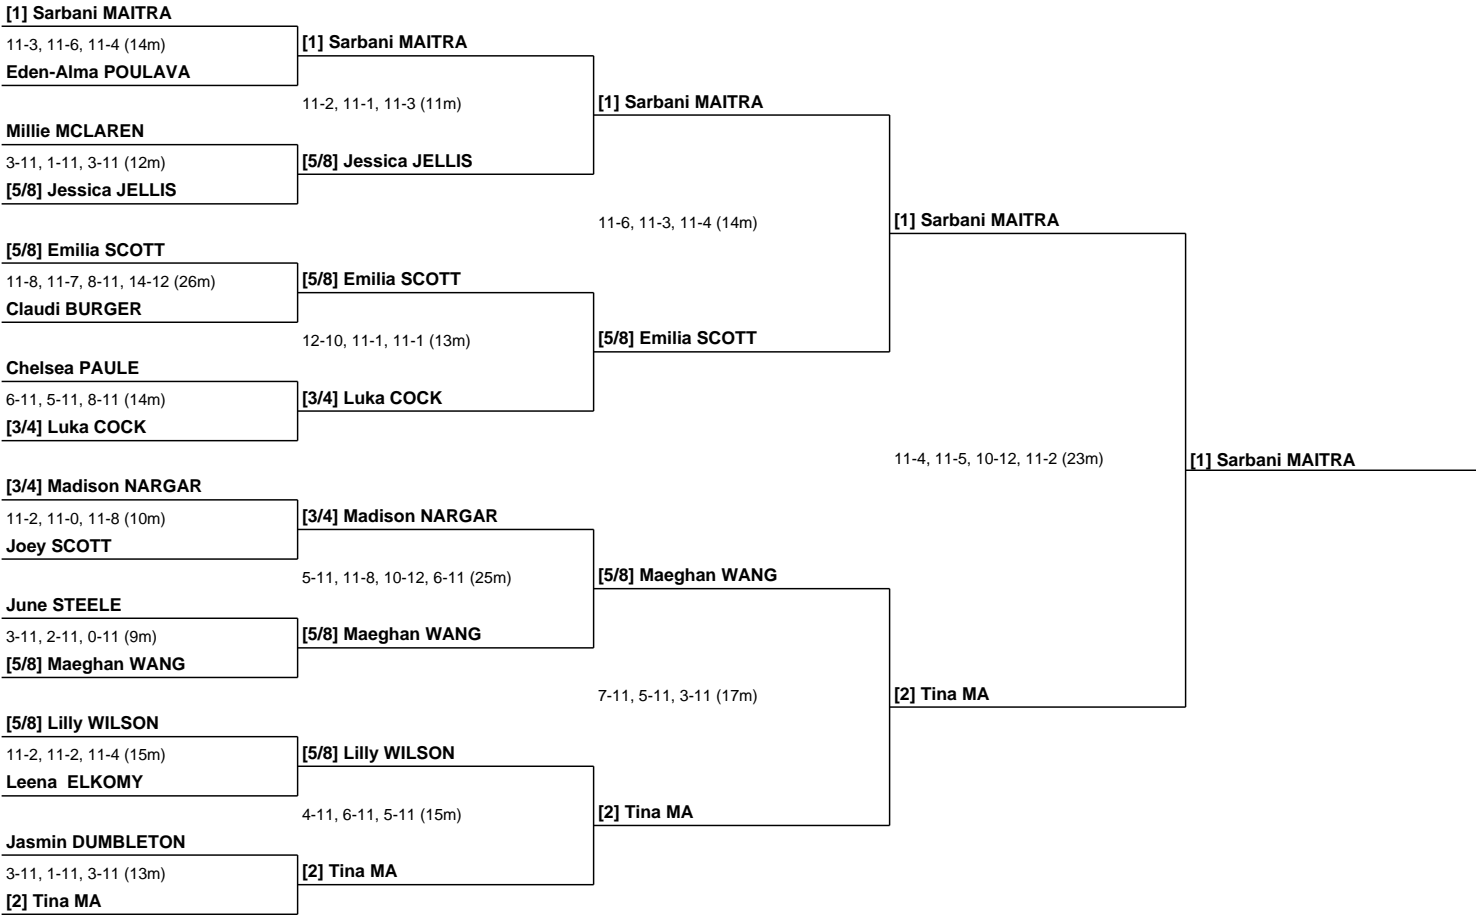 [1] Sarbani MAITRA
11-3, 11-6, 11-4 (14m)
Eden-Alma POULAVA
Millie MCLAREN
3-11, 1-11, 3-11 (12m)
[5/8] Jessica JELLIS
[5/8] Emilia SCOTT
11-8, 11-7, 8-11, 14-12 (26m)
Claudi BURGER
Chelsea PAULE
6-11, 5-11, 8-11 (14m)
[3/4] Luka COCK
[3/4] Madison NARGAR
11-2, 11-0, 11-8 (10m)
Joey SCOTT
June STEELE
3-11, 2-11, 0-11 (9m)
[5/8] Maeghan WANG
[5/8] Lilly WILSON
11-2, 11-2, 11-4 (15m)
Leena  ELKOMY
Jasmin DUMBLETON
3-11, 1-11, 3-11 (13m)
[2] Tina MA
[1] Sarbani MAITRA
11-2, 11-1, 11-3 (11m)
[5/8] Jessica JELLIS
[5/8] Emilia SCOTT
12-10, 11-1, 11-1 (13m)
[3/4] Luka COCK
[3/4] Madison NARGAR
5-11, 11-8, 10-12, 6-11 (25m)
[5/8] Maeghan WANG
[5/8] Lilly WILSON
4-11, 6-11, 5-11 (15m)
[2] Tina MA
[1] Sarbani MAITRA
11-6, 11-3, 11-4 (14m)
[5/8] Emilia SCOTT
[5/8] Maeghan WANG
7-11, 5-11, 3-11 (17m)
[2] Tina MA
[1] Sarbani MAITRA
11-4, 11-5, 10-12, 11-2 (23m)
[2] Tina MA
[1] Sarbani MAITRA